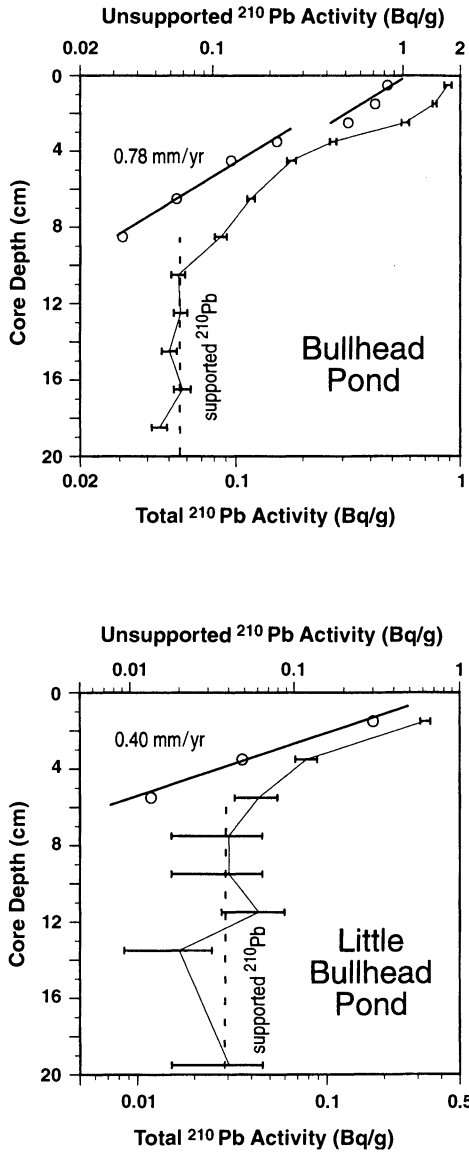 Unsupported ²¹⁰Pb Activity (Bq/g)
0.02 0.1 1 2
0
4
8
12
16
20
Core Depth (cm)
0.78 mm/yr
supported ²¹⁰Pb
Bullhead
Pond
0.02 0.1 1
Total ²¹⁰Pb Activity (Bq/g)
Unsupported ²¹⁰Pb Activity (Bq/g)
0.01 0.1 1
0
4
8
12
16
20
Core Depth (cm)
0.40 mm/yr
supported ²¹⁰Pb
Little
Bullhead
Pond
0.01 0.1 0.5
Total ²¹⁰Pb Activity (Bq/g)